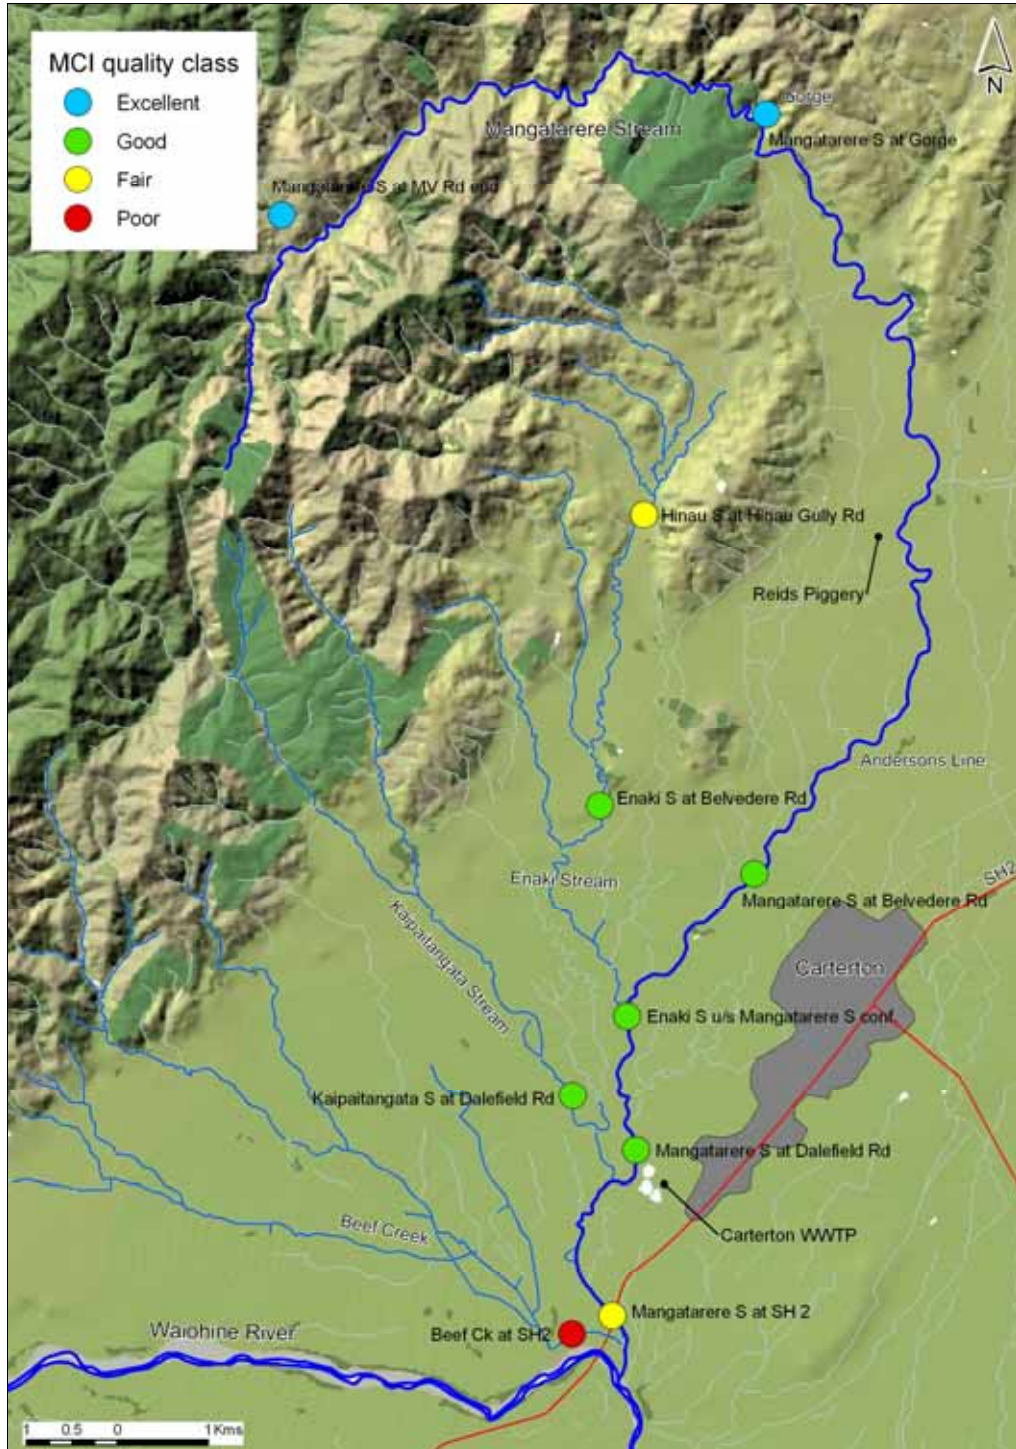 MCI quality class
Excellent
Good
Fair
Poor
N
Gorge
Mangatarere Stream
Mangatarere S at Gorge
Mangatarere S at MV Rd end
Hinau S at Hinau Gully Rd
Reids Piggery
Andersons Line
Enaki S at Belvedere Rd
Enaki Stream
SH2
Mangatarere S at Belvedere Rd
Kaipaitangata Stream
Carterton
Enaki S u/s Mangatarere S conf
Kaipaitangata S at Dalefield Rd
Mangatarere S at Dalefield Rd
Beef Creek
Carterton WWTP
Mangatarere S at SH 2
Waiohine River
Beef Ck at SH2
1 0.5 0 1 Kms